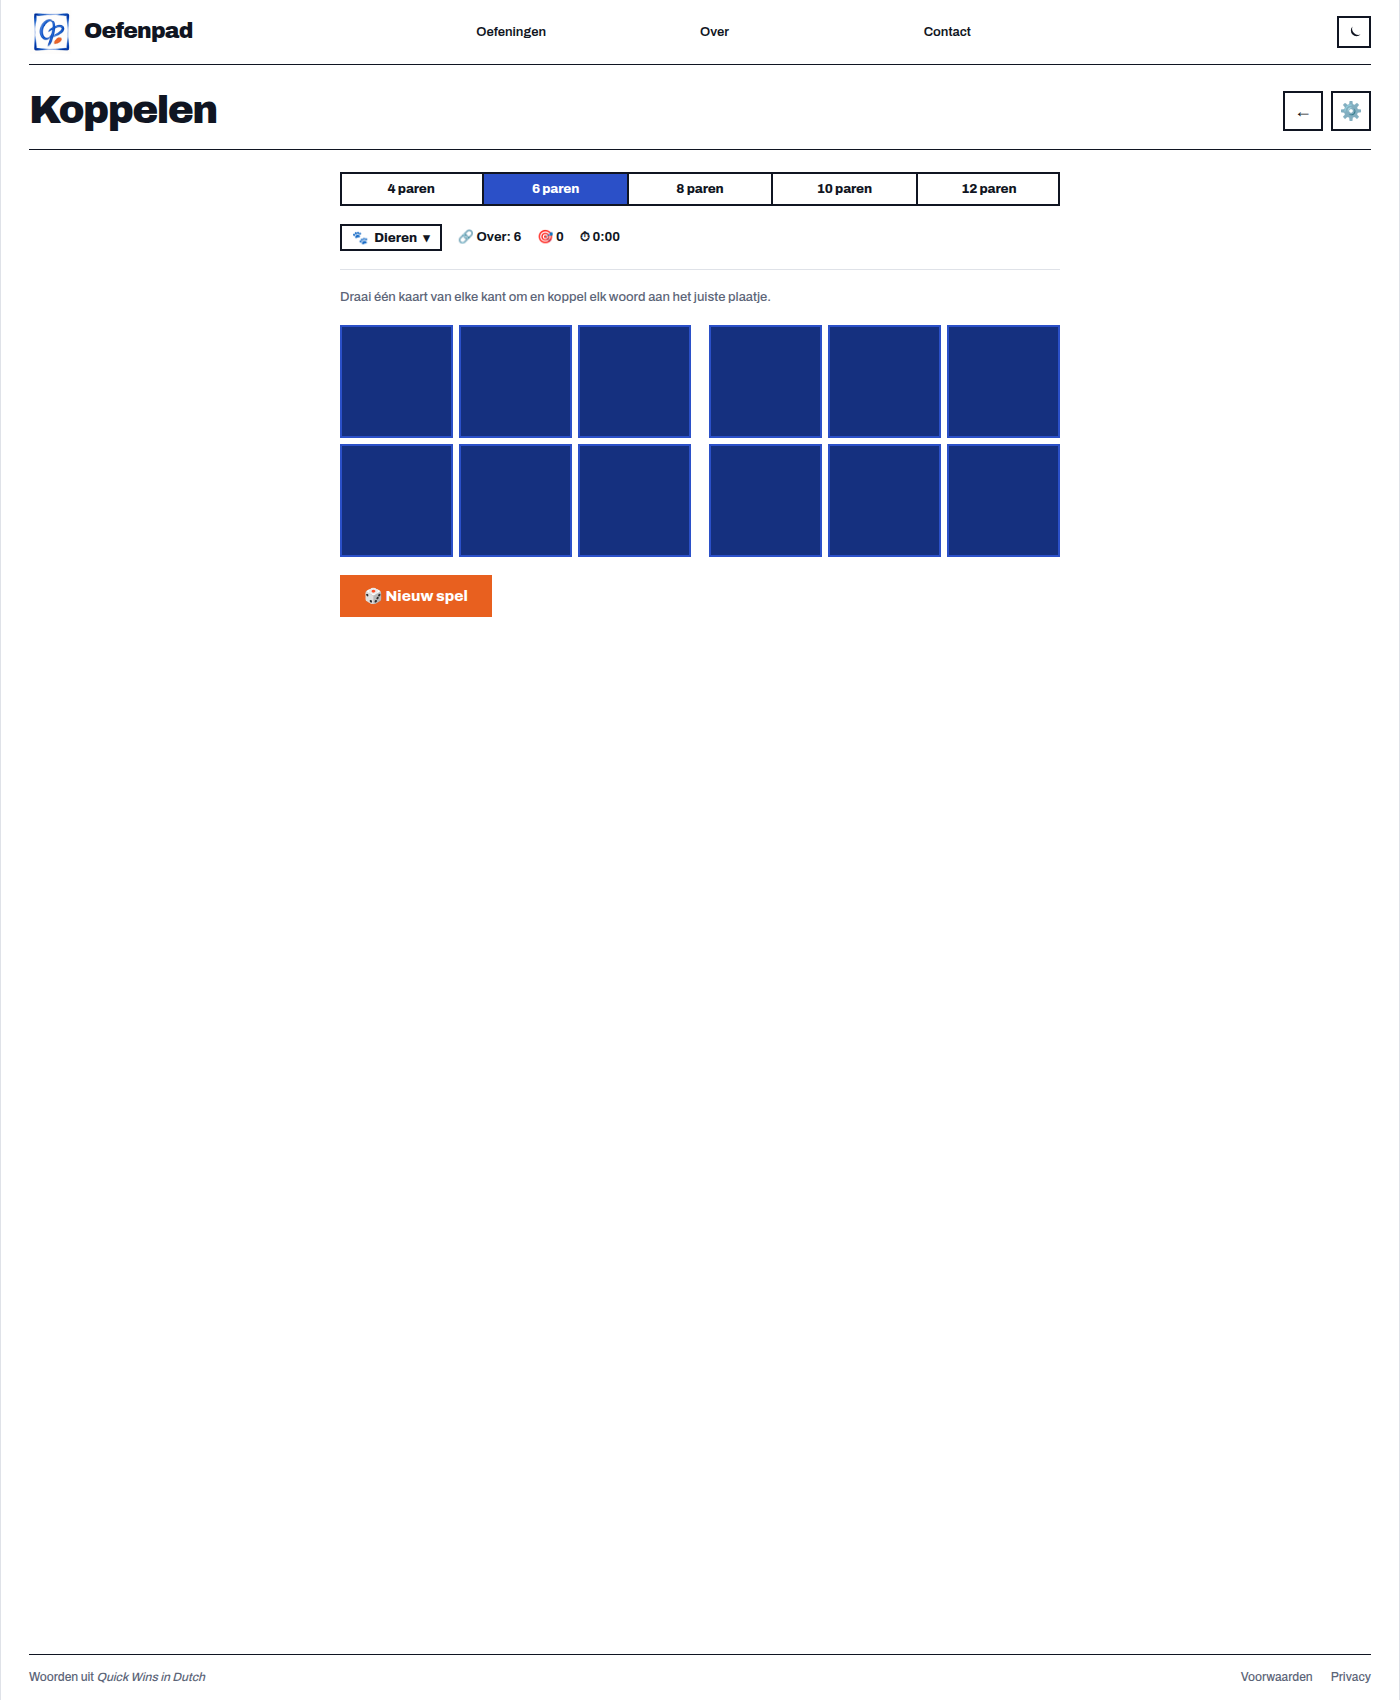 Oefenpad
Oefeningen
Over
Contact
Koppelen
←
4 paren
6 paren
8 paren
10 paren
12 paren
🐾 Dieren ▾
🔗 Over: 6
🎯 0
⏱ 0:00
Draai één kaart van elke kant om en koppel elk woord aan het juiste plaatje.
🎲 Nieuw spel
Woorden uit Quick Wins in Dutch
Voorwaarden
Privacy